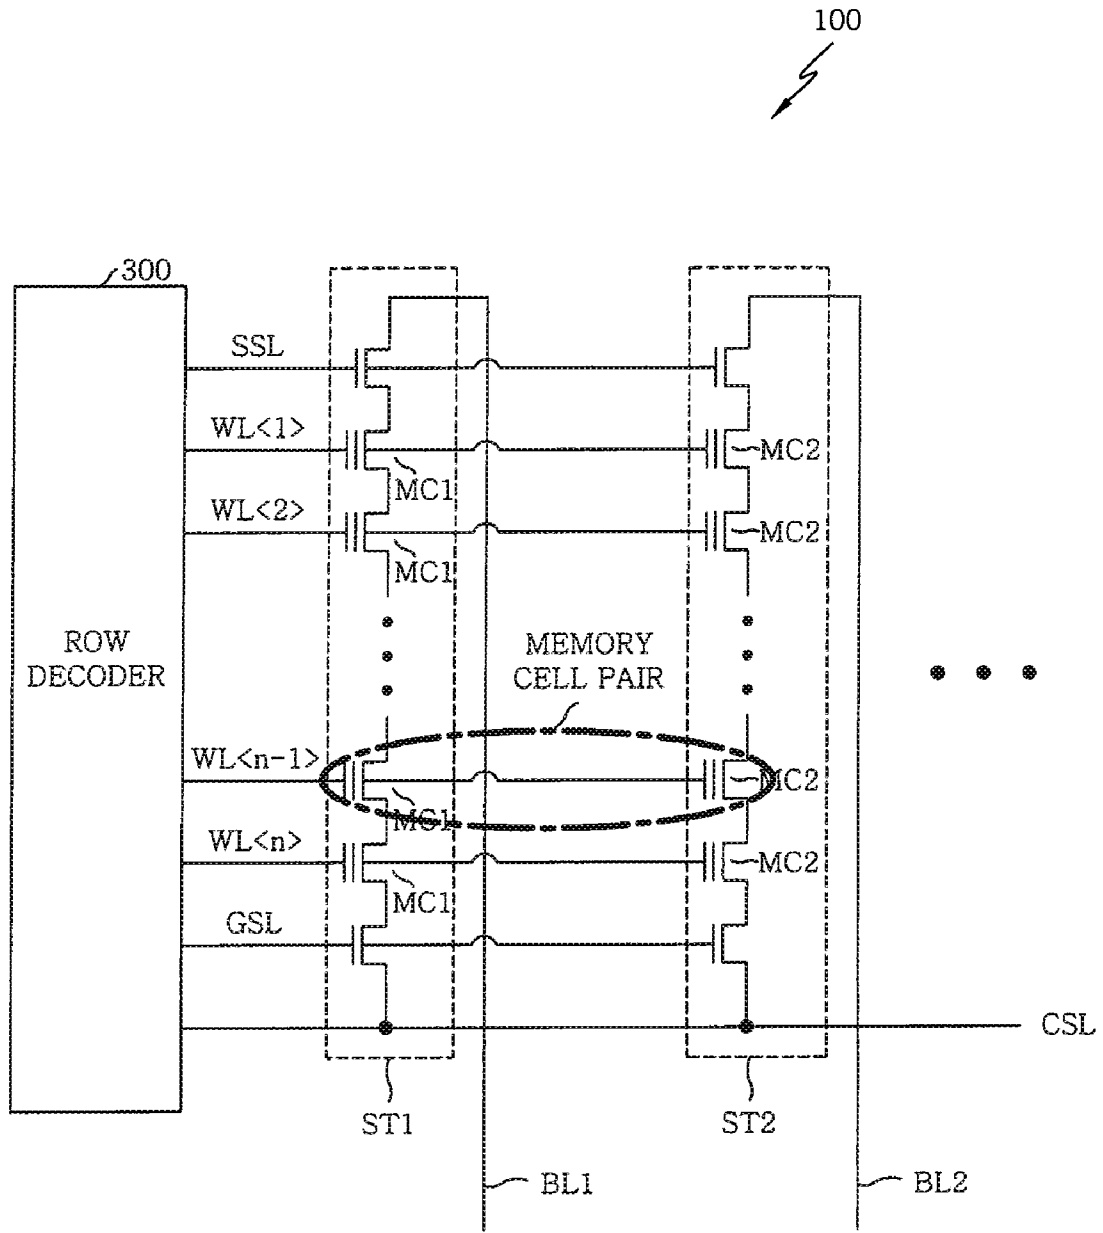 100
300
SSL
WL<1>
MC1
MC2
WL<2>
MC1
MC2
ROW
DECODER
MEMORY
CELL PAIR
WL<n-1>
MC1
MC2
WL<n>
MC1
MC2
GSL
CSL
ST1
ST2
BL1
BL2